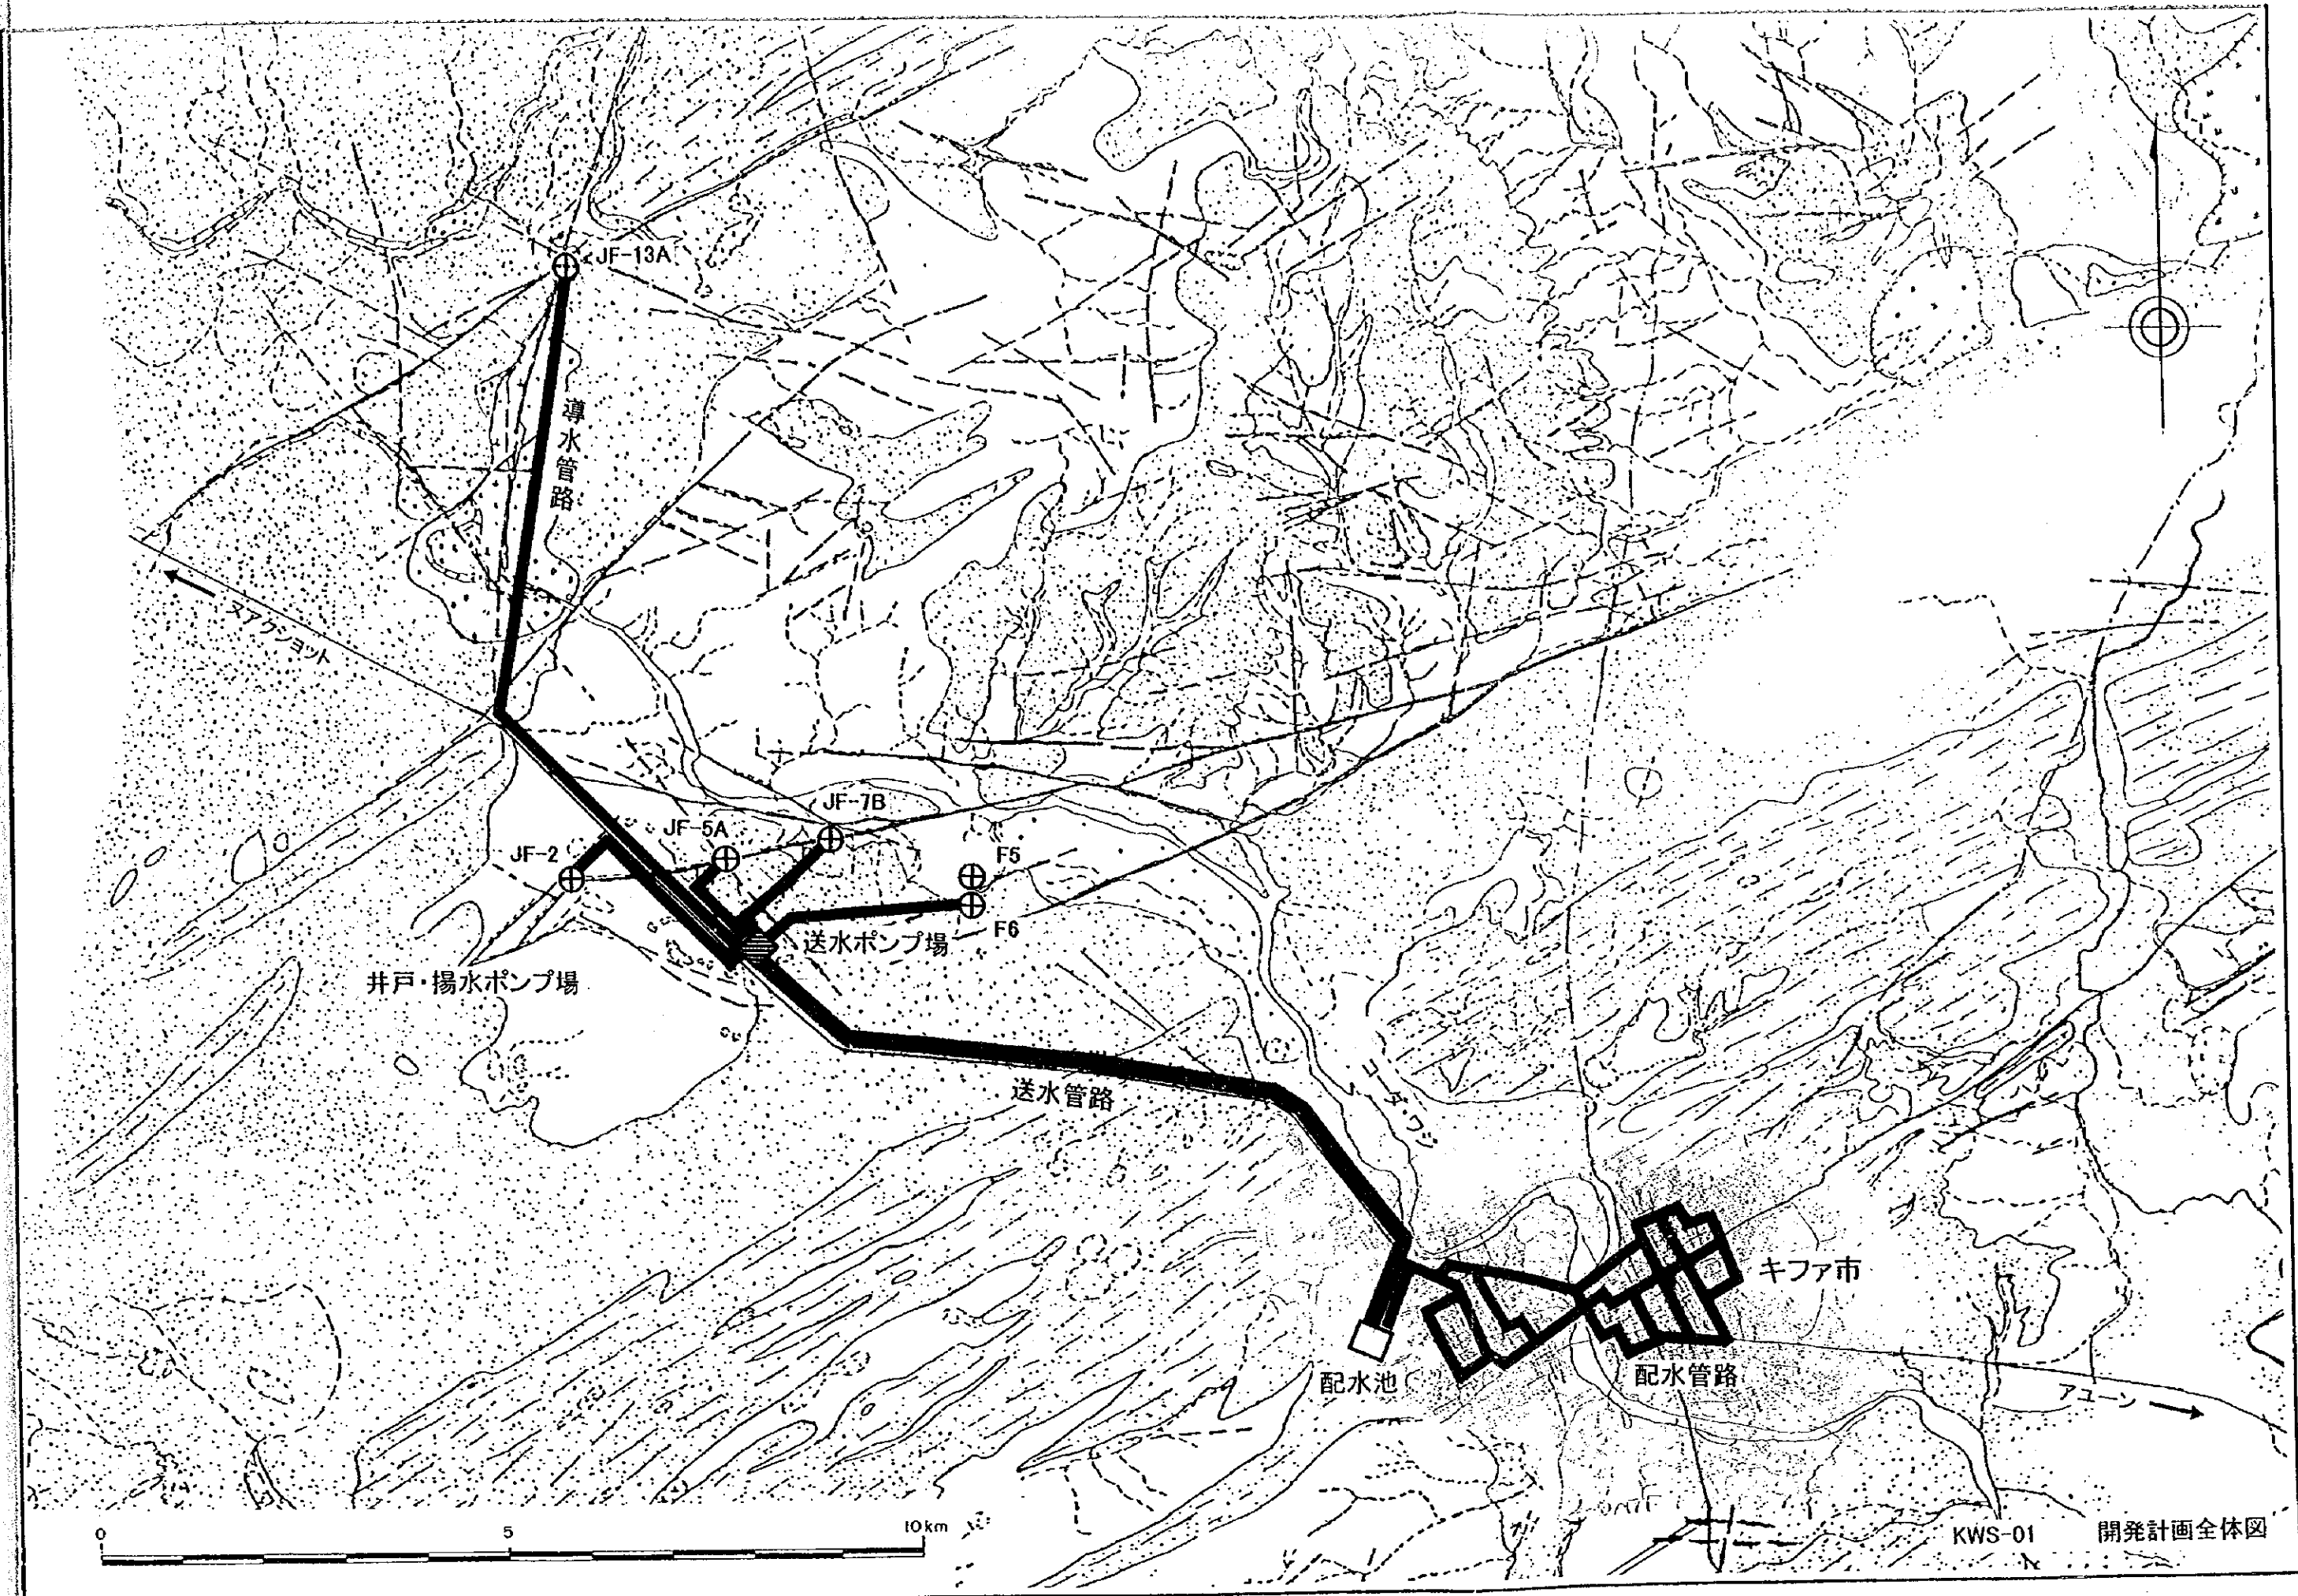 JF-13A
導水管路
ヌアクショット
JF-7B
JF-5A
JF-2
F5
F6
送水ポンプ場
井戸・揚水ポンプ場
送水管路
キファ市
配水池
配水管路
アユーン
0
5
10km
KWS-01
開発計画全体図